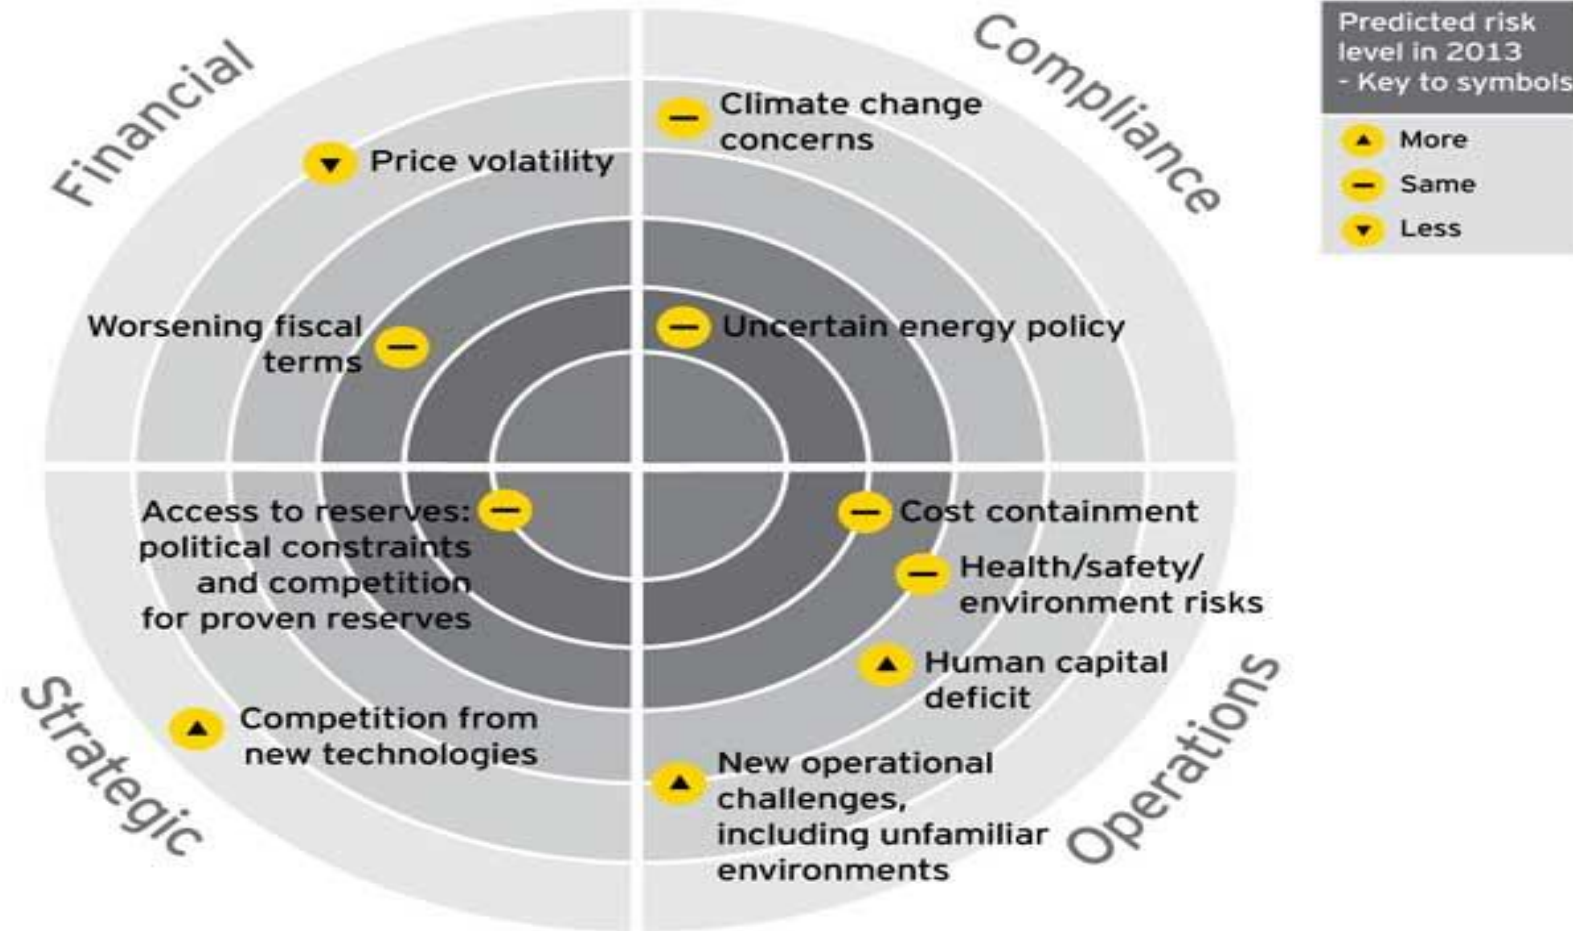 Financial
Compliance
Predicted risk
level in 2013
- Key to symbols
More
Same
Less
Climate change
concerns
Price volatility
Worsening fiscal
terms
Uncertain energy policy
Access to reserves:
political constraints
and competition
for proven reserves
Cost containment
Health/safety/
environment risks
Human capital
deficit
Competition from
new technologies
New operational
challenges,
including unfamiliar
environments
Strategic
Operations